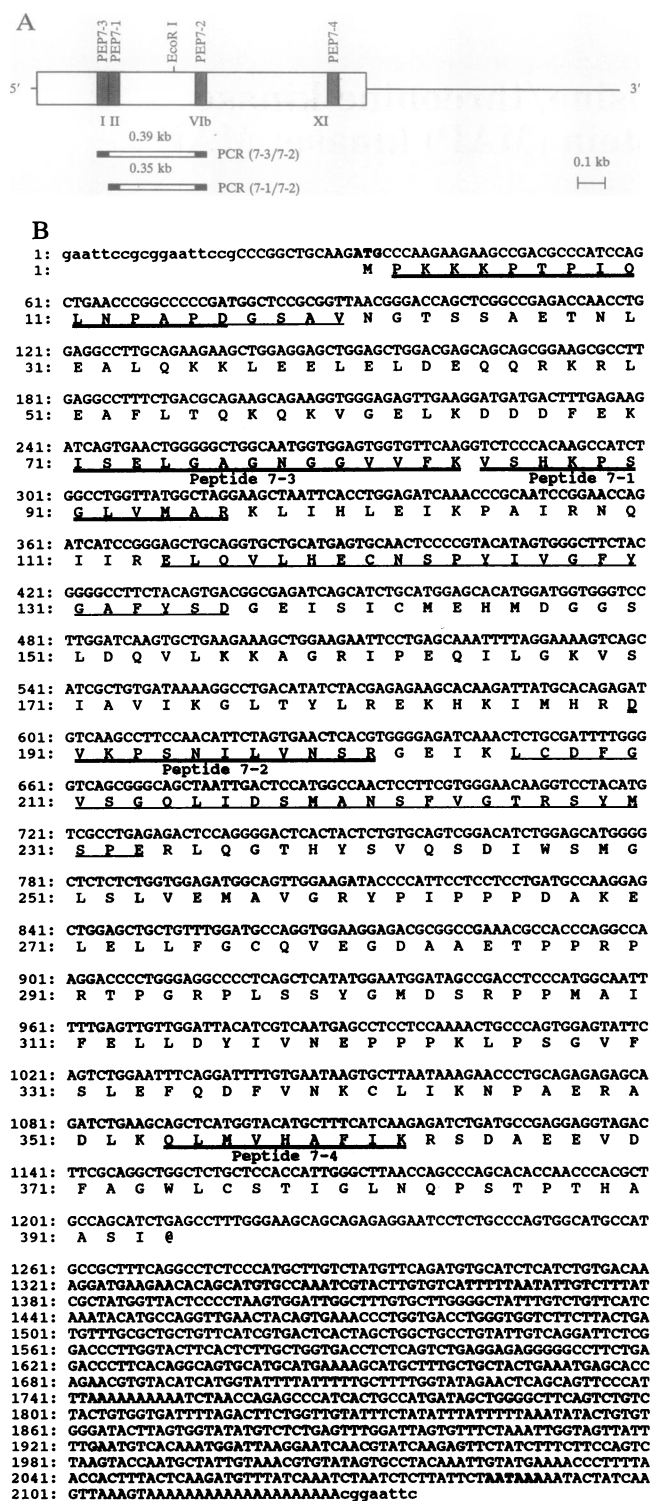 A
PEP7-3
PEP7-1
EcoR I
PEP7-2
PEP7-4
5' 3'
I II VIb XI
0.39 kb
PCR (7-3/7-2)
0.35 kb
PCR (7-1/7-2)
0.1 kb
B
1: gaattccgcggaattccgCCCGGCTGCAAGATGCCCAAGAAGAAGCCGACGCCCATCCAG
1: M P K K K P T P I Q
61: CTGAACCCGGCCCCCGATGGCTCCGCGGTTAACGGGACCAGCTCGGCCGAGACCAACCTG
11: L N P A P D G S A V N G T S S A E T N L
121: GAGGCCTTGCAGAAGAAGCTGGAGGAGCTGGAGCTGGACGAGCAGCAGCGGAAGCGCCTT
31: E A L Q K K L E E L E L D E Q Q R K R L
181: GAGGCCTTTCTGACGCAGAAGCAGAAGGTGGGAGAGTTGAAGGATGATGACTTTGAGAAG
51: E A F L T Q K Q K V G E L K D D D F E K
241: ATCAGTGAACTGGGGGCTGGCAATGGTGGAGTGGTGTTCAAGGTCTCCCACAAGCCATCT
71: I S E L G A G N G G V V F K V S H K P S
Peptide 7-3 Peptide 7-1
301: GGCCTGGTTATGGCTAGGAAGCTAATTCACCTGGAGATCAAACCCGCAATCCGGAACCAG
91: G L V M A R K L I H L E I K P A I R N Q
361: ATCATCCGGGAGCTGCAGGTGCTGCATGAGTGCAACTCCCCGTACATAGTGGGCTTCTAC
111: I I R E L Q V L H E C N S P Y I V G F Y
421: GGGGCCTTCTACAGTGACGGCGAGATCAGCATCTGCATGGAGCACATGGATGGTGGGTCC
131: G A F Y S D G E I S I C M E H M D G G S
481: TTGGATCAAGTGCTGAAGAAAGCTGGAAGAATTCCTGAGCAAATTTTAGGAAAAGTCAGC
151: L D Q V L K K A G R I P E Q I L G K V S
541: ATCGCTGTGATAAAAGGCCTGACATATCTACGAGAGAAGCACAAGATTATGCACAGAGAT
171: I A V I K G L T Y L R E K H K I M H R D
601: GTCAAGCCTTCCAACATTCTAGTGAACTCACGTGGGGAGATCAAACTCTGCGATTTTGGG
191: V K P S N I L V N S R G E I K L C D F G
Peptide 7-2
661: GTCAGCGGGCAGCTAATTGACTCCATGGCCAACTCCTTCGTGGGAACAAGGTCCTACATG
211: V S G Q L I D S M A N S F V G T R S Y M
721: TCGCCTGAGAGACTCCAGGGGACTCACTACTCTGTGCAGTCGGACATCTGGAGCATGGGG
231: S P E R L Q G T H Y S V Q S D I W S M G
781: CTCTCTCTGGTGGAGATGGCAGTTGGAAGATACCCCATTCCTCCTCCTGATGCCAAGGAG
251: L S L V E M A V G R Y P I P P P D A K E
841: CTGGAGCTGCTGTTTGGATGCCAGGTGGAAGGAGACGCGGCCGAAACGCCACCCAGGCCA
271: L E L L F G C Q V E G D A A E T P P R P
901: AGGACCCCTGGGAGGCCCCTCAGCTCATATGGAATGGATAGCCGACCTCCCATGGCAATT
291: R T P G R P L S S Y G M D S R P P M A I
961: TTTGAGTTGTTGGATTACATCGTCAATGAGCCTCCTCCAAAACTGCCCAGTGGAGTATTC
311: F E L L D Y I V N E P P P K L P S G V F
1021: AGTCTGGAATTTCAGGATTTTGTGAATAAGTGCTTAATAAAGAACCCTGCAGAGAGAGCA
331: S L E F Q D F V N K C L I K N P A E R A
1081: GATCTGAAGCAGCTCATGGTACATGCTTTCATCAAGAGATCTGATGCCGAGGAGGTAGAC
351: D L K Q L M V H A F I K R S D A E E V D
Peptide 7-4
1141: TTCGCAGGCTGGCTCTGCTCCACCATTGGGCTTAACCAGCCCAGCACACCAACCCACGCT
371: F A G W L C S T I G L N Q P S T P T H A
1201: GCCAGCATCTGAGCCTTTGGGAAGCAGCAGAGAGGAATCCTCTGCCCAGTGGCATGCCAT
391: A S I @
1261: GCCGCTTTCAGGCCTCTCCCATGCTTGTCTATGTTCAGATGTGCATCTCATCTGTGACAA
1321: AGGATGAAGAACACAGCATGTGCCAAATCGTACTTGTGTCATTTTTAATATTGTCTTTAT
1381: CGCTATGGTTACTCCCCTAAGTGGATTGGCTTTGTGCTTGGGGCTATTTGTCTGTTCATC
1441: AAATACATGCCAGGTTGAACTACAGTGAAACCCTGGTGACCTGGGTGGTCTTCTTACTGA
1501: TGTTTGCGCTGCTGTTCATCGTGACTCACTAGCTGGCTGCCTGTATTGTCAGGATTCTCG
1561: GACCCTTGGTACTTCACTCTTGCTGGTGACCTCTCAGTCTGAGGAGAGGGGGCCTTCTGA
1621: GACCCTTCACAGGCAGTGCATGCATGAAAAGCATGCTTTGCTGCTACTGAAATGAGCACC
1681: AGAACGTGTACATCATGGTATTTTATTTTTGCTTTTGGTATAGAACTCAGCAGTTCCCAT
1741: TTAAAAAAAAAATCTAACCAGAGCCCATCACTGCCATGATAGCTGGGGCTTCAGTCTGTC
1801: TACTGTGGTGATTTTTAGACTTCTGGTTGTATTTCTATATTTATTTTTAAATATACTGTGT
1861: GGGATACTTAGTGGTATATGTCTCTGAGTTTGGATTAGTGTTTCTAAATTGGTAGTTATT
1921: TTGAATGTCACAAATGGATTAAGGAATCAACGTATCAAGAGTTCTATCTTTCTTCCAGTC
1981: TAAGTACCAATGCTATTGTAAACAACGTGTATAGTGCCTACAAATTGTATGAAAACCCTTTTA
2041: ACCACTTTACTCAAGATGTTTATCAAATCTAATCTCTTATTCTAATAAAAATACTATCAA
2101: GTTAAAGTAAAAAAAAAAAAAAAAAAAAAcggaattc